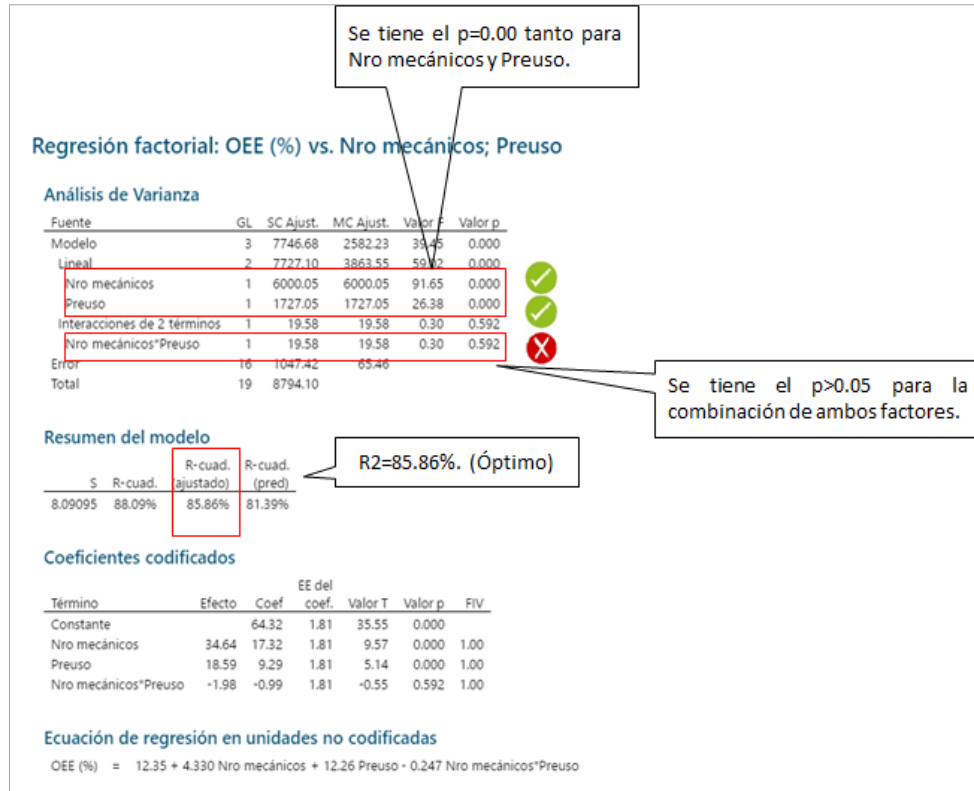 Se tiene el p=0.00 tanto para
Nro mecánicos y Preuso.
Regresión factorial: OEE (%) vs. Nro mecánicos; Preuso
Análisis de Varianza
Fuente GL SC Ajust. MC Ajust. Valor F Valor p
Modelo 3 7746.68 2582.23 39.45 0.000
Lineal 2 7727.10 3863.55 59.02 0.000
Nro mecánicos 1 6000.05 6000.05 91.65 0.000
Preuso 1 1727.05 1727.05 26.38 0.000
Interacciones de 2 términos 1 19.58 19.58 0.30 0.592
Nro mecánicos*Preuso 1 19.58 19.58 0.30 0.592
Error 16 1047.42 65.46
Total 19 8794.10
Se tiene el p>0.05 para la
combinación de ambos factores.
Resumen del modelo
R-cuad. R-cuad.
S R-cuad. (ajustado) (pred)
8.09095 88.09% 85.86% 81.39%
R2=85.86%. (Óptimo)
Coeficientes codificados
EE del
Término Efecto Coef coef. Valor T Valor p FIV
Constante 64.32 1.81 35.55 0.000
Nro mecánicos 34.64 17.32 1.81 9.57 0.000 1.00
Preuso 18.59 9.29 1.81 5.14 0.000 1.00
Nro mecánicos*Preuso -1.98 -0.99 1.81 -0.55 0.592 1.00
Ecuación de regresión en unidades no codificadas
OEE (%) = 12.35 + 4.330 Nro mecánicos + 12.26 Preuso - 0.247 Nro mecánicos*Preuso